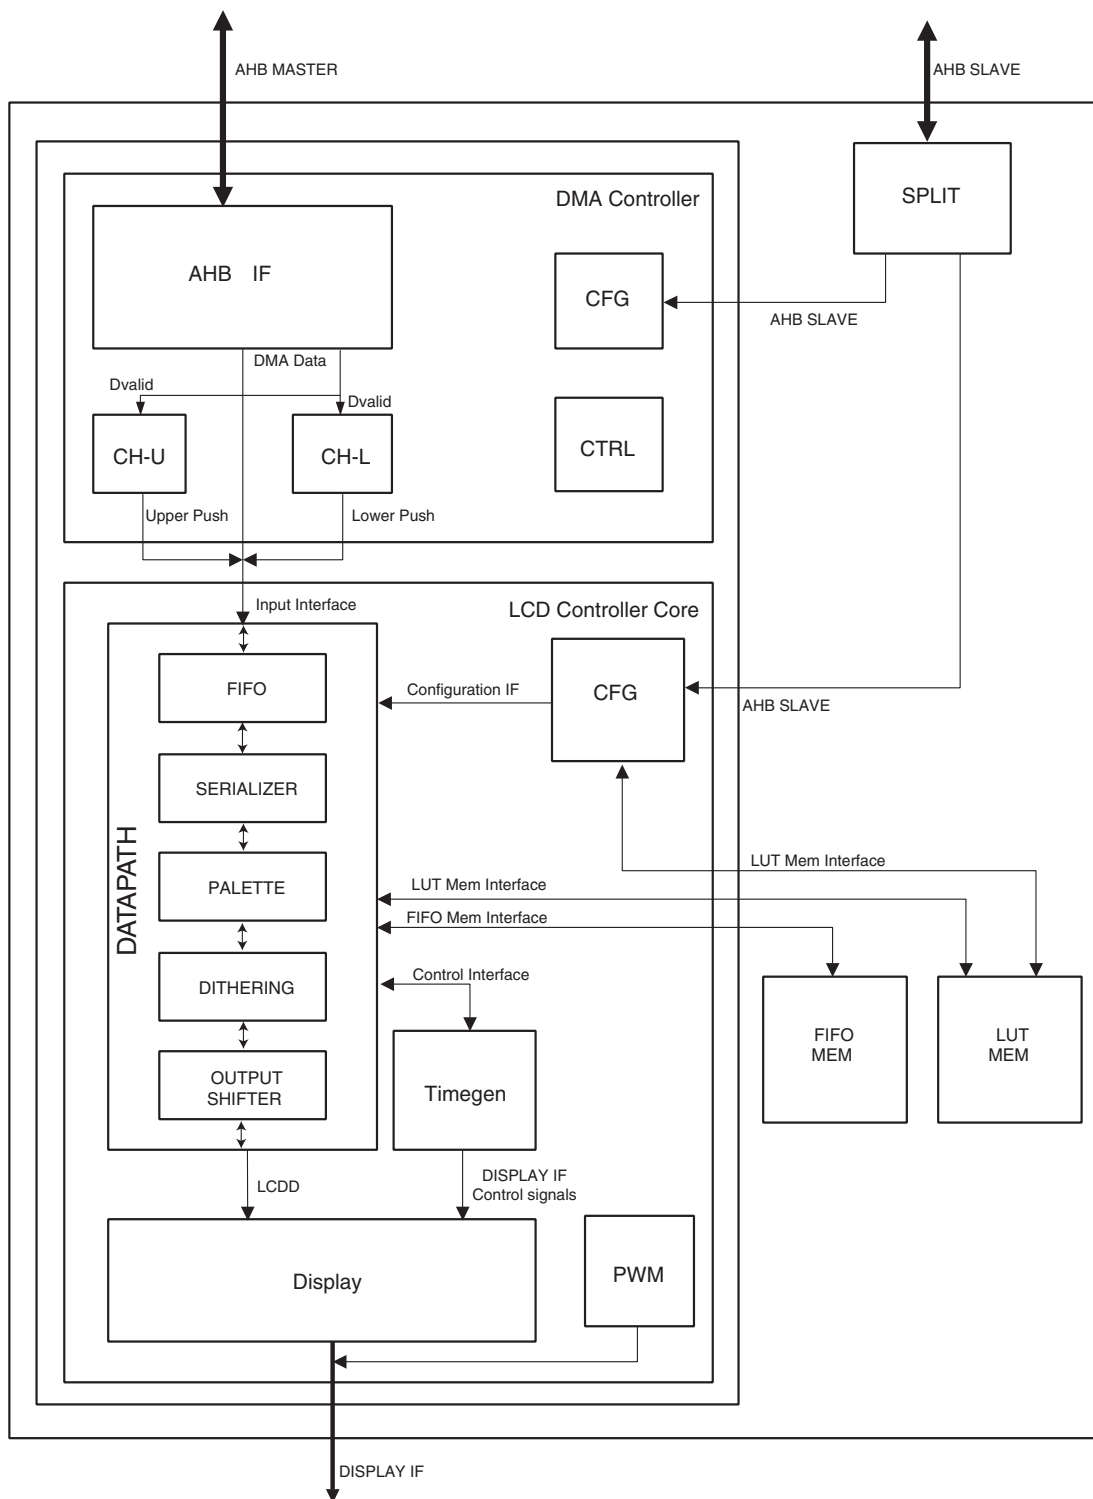 AHB MASTER
AHB SLAVE
DMA Controller
SPLIT
AHB IF
CFG
AHB SLAVE
DMA Data
Dvalid
Dvalid
CH-U
CH-L
CTRL
Upper Push
Lower Push
Input Interface
LCD Controller Core
DATAPATH
FIFO
Configuration IF
CFG
AHB SLAVE
SERIALIZER
PALETTE
LUT Mem Interface
LUT Mem Interface
FIFO Mem Interface
DITHERING
Control Interface
OUTPUT
SHIFTER
Timegen
FIFO
MEM
LUT
MEM
LCDD
DISPLAY IF
Control signals
Display
PWM
DISPLAY IF